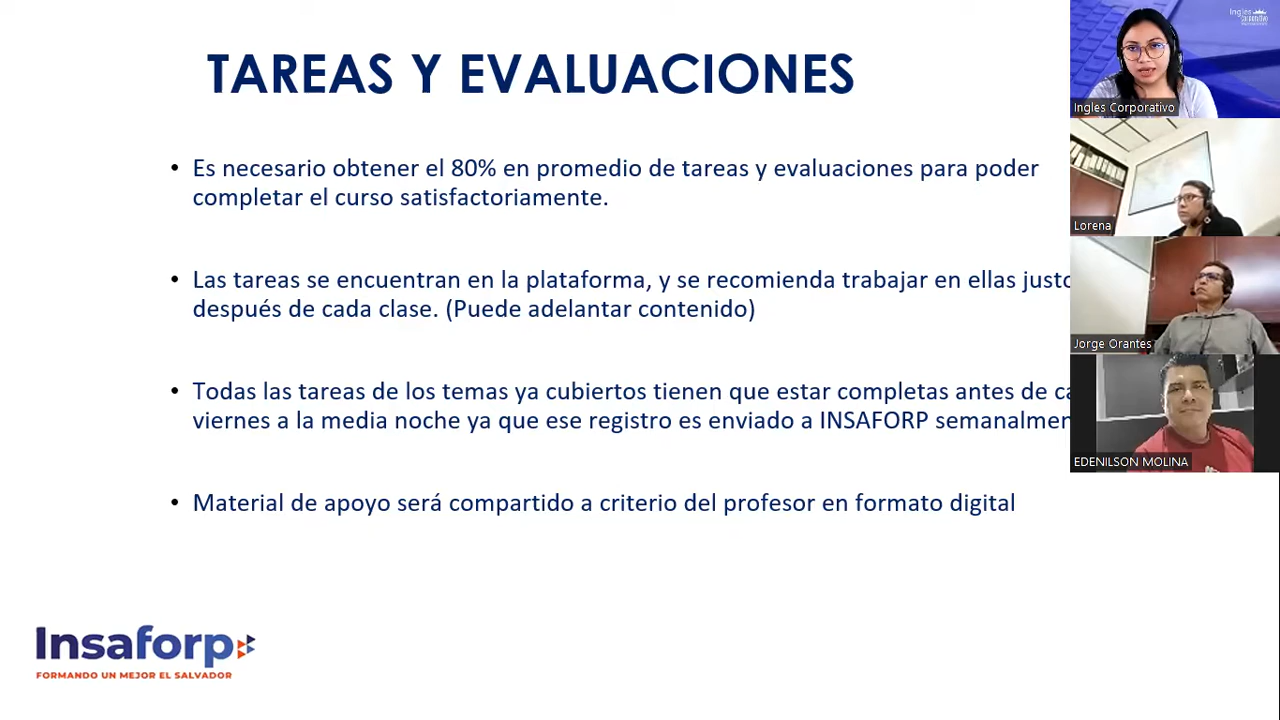 TAREAS Y EVALUACIONES
• Es necesario obtener el 80% en promedio de tareas y evaluaciones para poder
completar el curso satisfactoriamente.
• Las tareas se encuentran en la plataforma, y se recomienda trabajar en ellas justo
después de cada clase. (Puede adelantar contenido)
• Todas las tareas de los temas ya cubiertos tienen que estar completas antes de
viernes a la media noche ya que ese registro es enviado a INSAFORP
• Material de apoyo será compartido a criterio del profesor en formato digital
Insaforp
FORMANDO UN MEJOR EL SALVADOR
Ingles
Corporativo
Ingles Corporativo
Lorena
Jorge Orantes
EDENILSON MOLINA